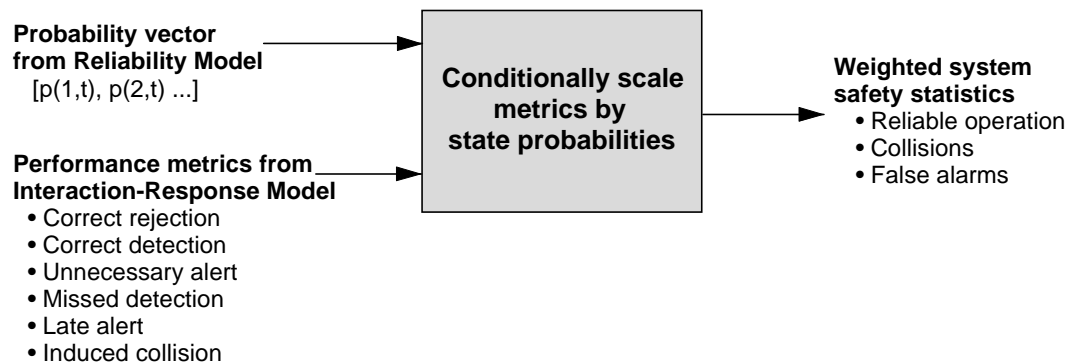 Probability vector
from Reliability Model
[p(1,t), p(2,t) ...]
Performance metrics from
Interaction-Response Model
• Correct rejection
• Correct detection
• Unnecessary alert
• Missed detection
• Late alert
• Induced collision
Conditionally scale
metrics by
state probabilities
Weighted system
safety statistics
• Reliable operation
• Collisions
• False alarms